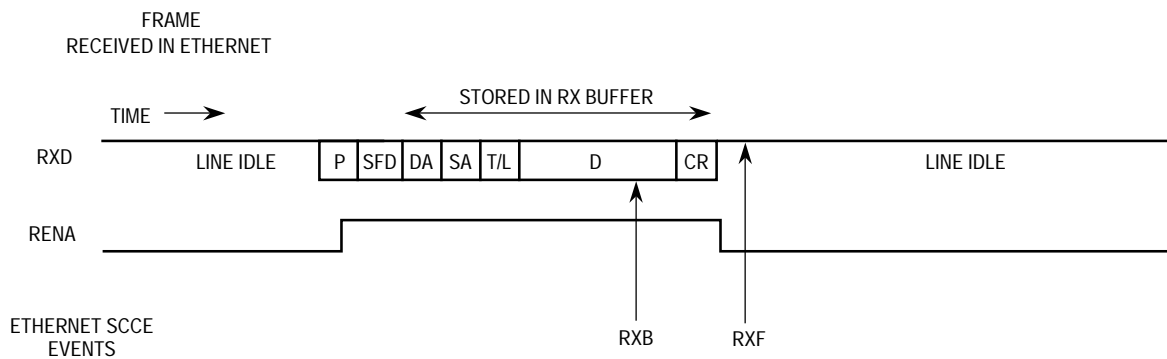 FRAME
RECEIVED IN ETHERNET
STORED IN RX BUFFER
TIME
RXD
LINE IDLE
P
SFD
DA
SA
T/L
D
CR
LINE IDLE
RENA
ETHERNET SCCE
EVENTS
RXB
RXF